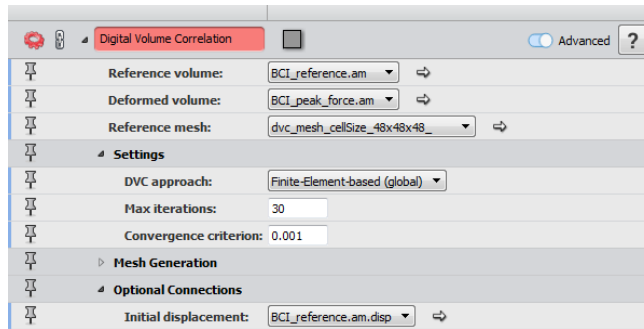 Digital Volume Correlation Advanced ?
Reference volume: BCI_reference.am
Deformed volume: BCI_peak_force.am
Reference mesh: dvc_mesh_cellSize_48x48x48_
Settings
DVC approach: Finite-Element-based (global)
Max iterations: 30
Convergence criterion: 0.001
Mesh Generation
Optional Connections
Initial displacement: BCI_reference.am.disp